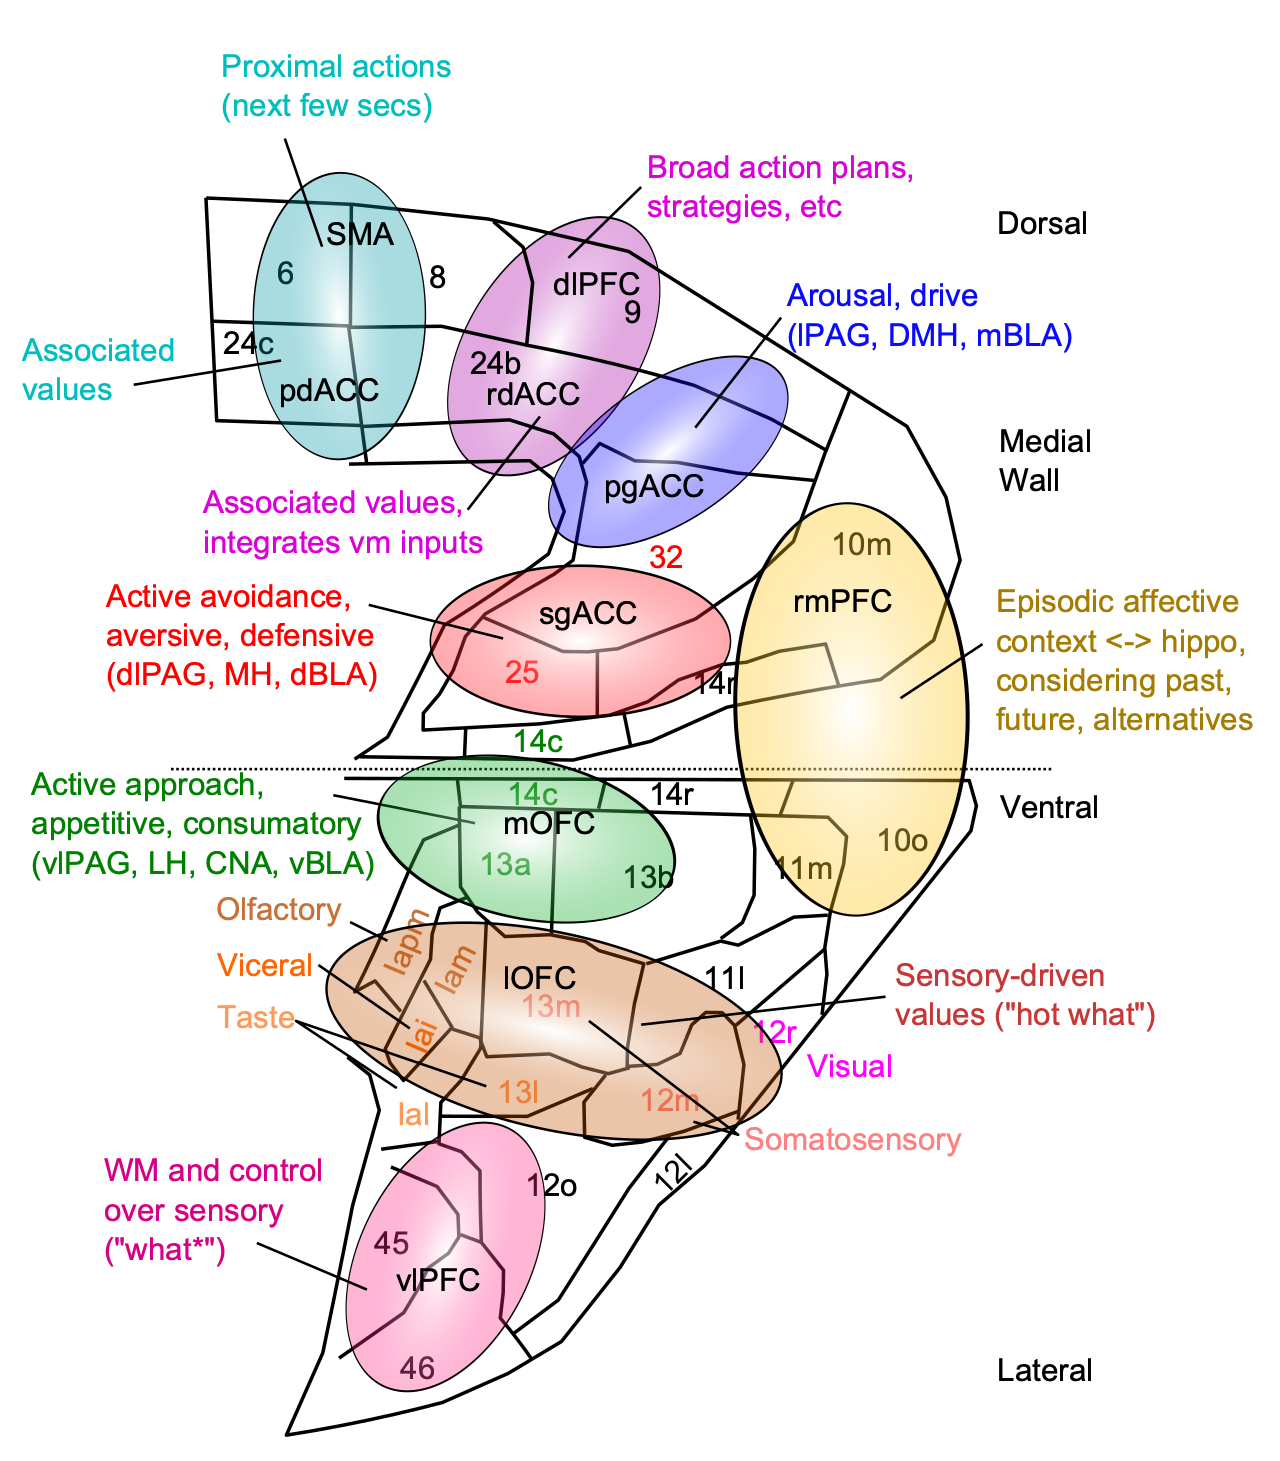 Proximal actions
(next few secs)
Broad action plans,
strategies, etc
Dorsal
SMA
6
8
dlPFC
9
Arousal, drive
(lPAG, DMH, mBLA)
24c
Associated
values
pdACC
24b
rdACC
Medial
Wall
pgACC
Associated values,
integrates vm inputs
32
10m
rmPFC
Active avoidance,
aversive, defensive
(dlPAG, MH, dBLA)
sgACC
25
14r
Episodic affective
context <-> hippo,
considering past,
future, alternatives
14c
Active approach,
appetitive, consumatory
(vlPAG, LH, CNA, vBLA)
14c
14r
mOFC
13a
13b
11m
10o
Ventral
Olfactory
Viceral
Taste
Iapm
Iam
Iai
lOFC
13m
11l
Sensory-driven
values ("hot what")
12r
Visual
13l
12m
Ial
Somatosensory
WM and control
over sensory
("what*")
12o
12l
45
vlPFC
46
Lateral